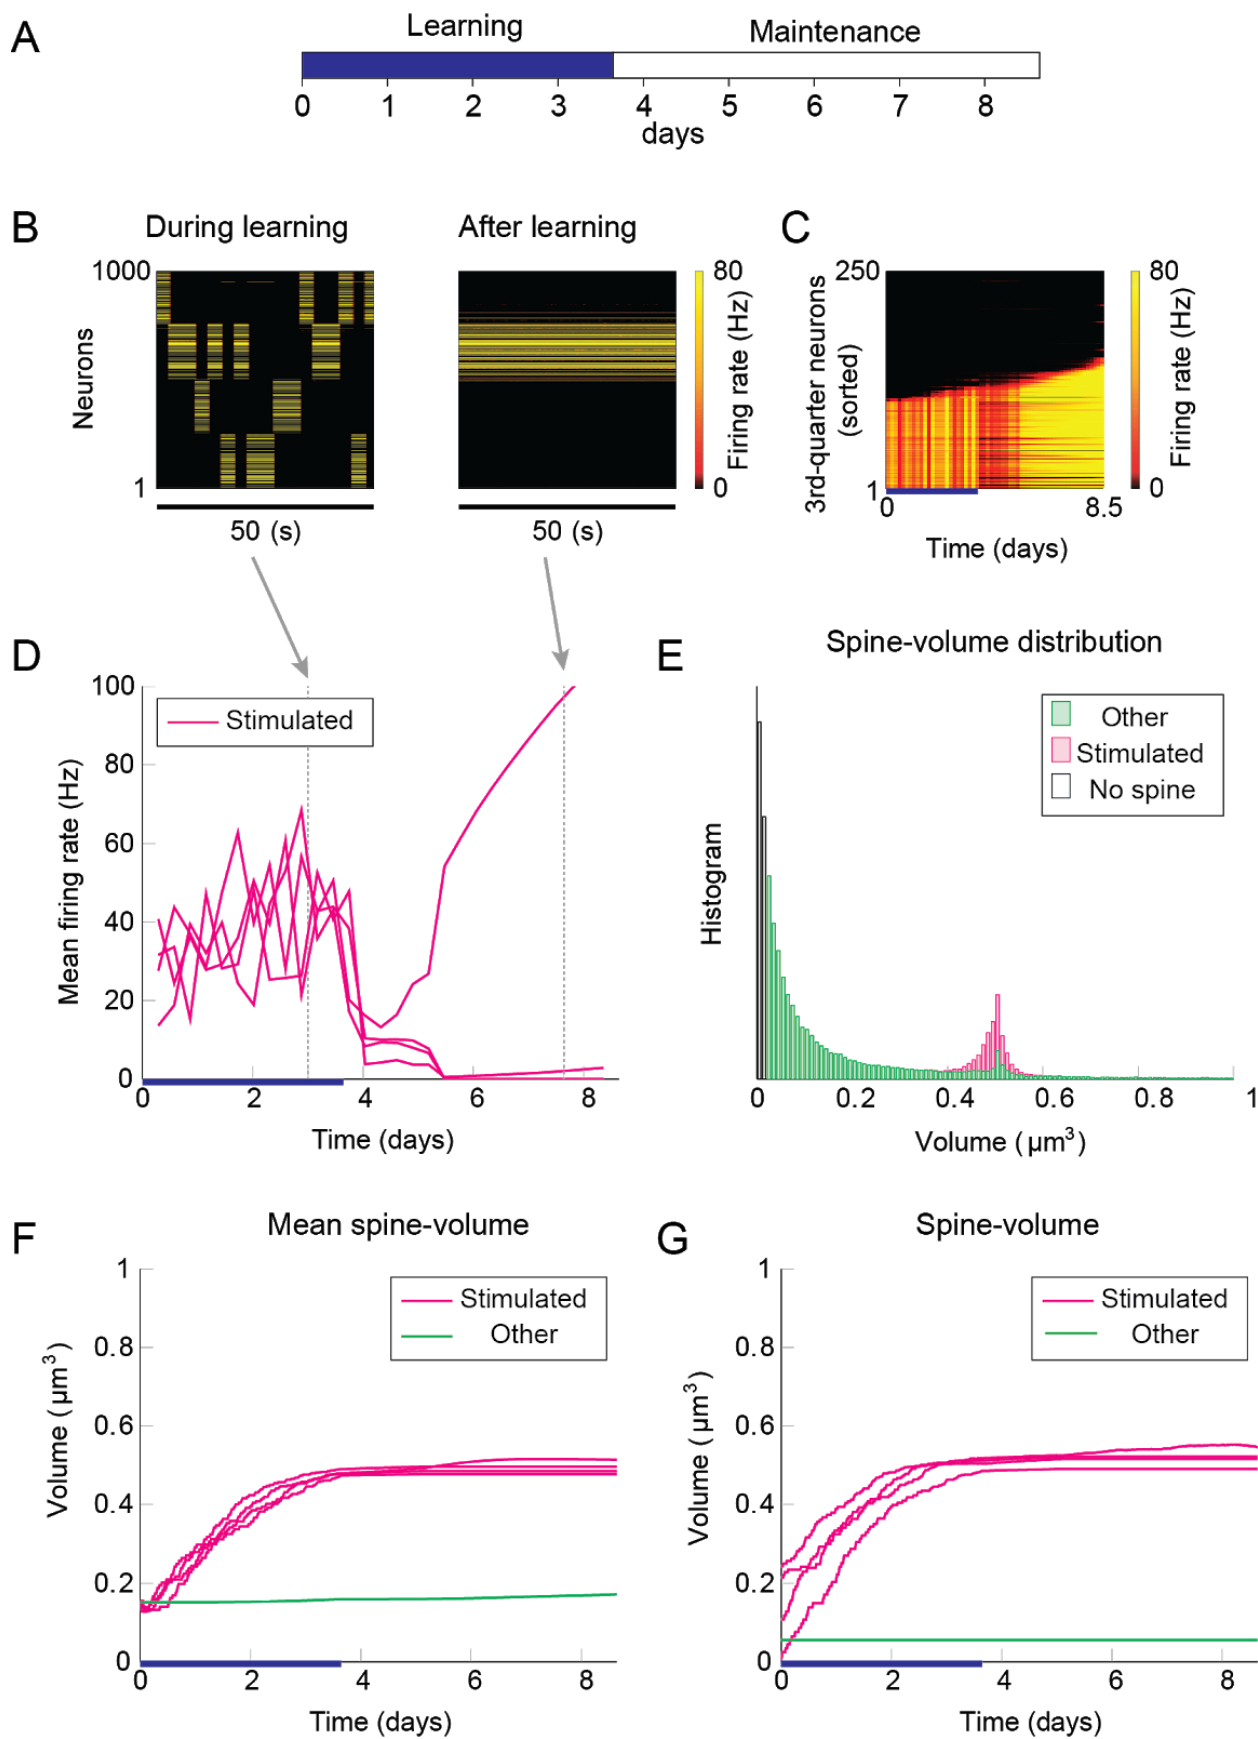 A
Learning
Maintenance
0 1 2 3 4 5 6 7 8
days
B
During learning
After learning
C
1000
Neurons
1
50 (s)
50 (s)
80
Firing rate (Hz)
0
250
3rd-quarter neurons
(sorted)
1
0
8.5
Time (days)
80
Firing rate (Hz)
0
D
100
80
60
40
20
0
Mean firing rate (Hz)
Stimulated
0 2 4 6 8
Time (days)
E
Spine-volume distribution
Other
Stimulated
No spine
Histogram
0 0.2 0.4 0.6 0.8 1
Volume ( µm³)
F
Mean spine-volume
1
0.8
0.6
0.4
0.2
0
Volume ( µm³)
Stimulated
Other
0 2 4 6 8
Time (days)
G
Spine-volume
1
0.8
0.6
0.4
0.2
0
Volume ( µm³)
Stimulated
Other
0 2 4 6 8
Time (days)